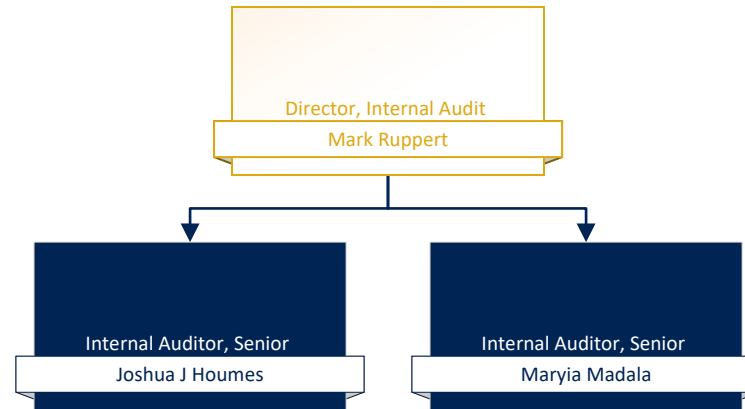 Director, Internal Audit
Mark Ruppert
Internal Auditor, Senior
Joshua J Houmes
Internal Auditor, Senior
Maryia Madala